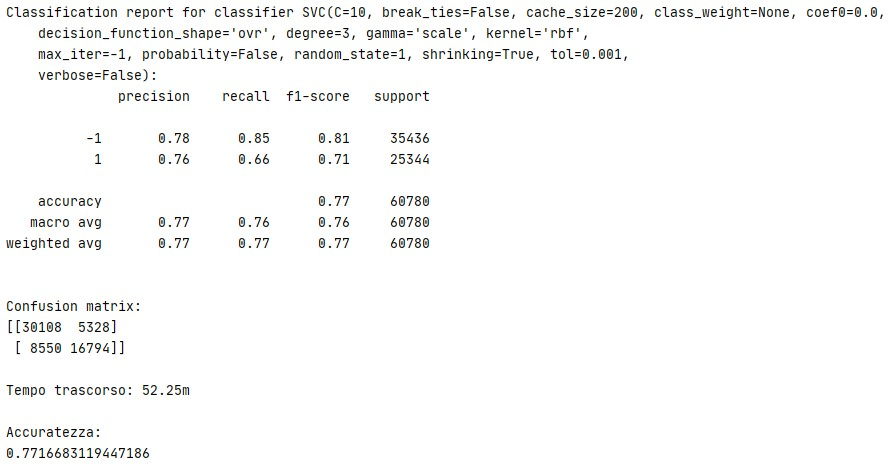 Classification report for classifier SVC(C=10, break_ties=False, cache_size=200, class_weight=None, coef0=0.0,
    decision_function_shape='ovr', degree=3, gamma='scale', kernel='rbf',
    max_iter=-1, probability=False, random_state=1, shrinking=True, tol=0.001,
    verbose=False):
              precision    recall  f1-score   support

          -1       0.78      0.85      0.81     35436
           1       0.76      0.66      0.71     25344

    accuracy                           0.77     60780
   macro avg       0.77      0.76      0.76     60780
weighted avg       0.77      0.77      0.77     60780


Confusion matrix:
[[30108  5328]
 [ 8550 16794]]

Tempo trascorso: 52.25m

Accuratezza:
0.7716683119447186